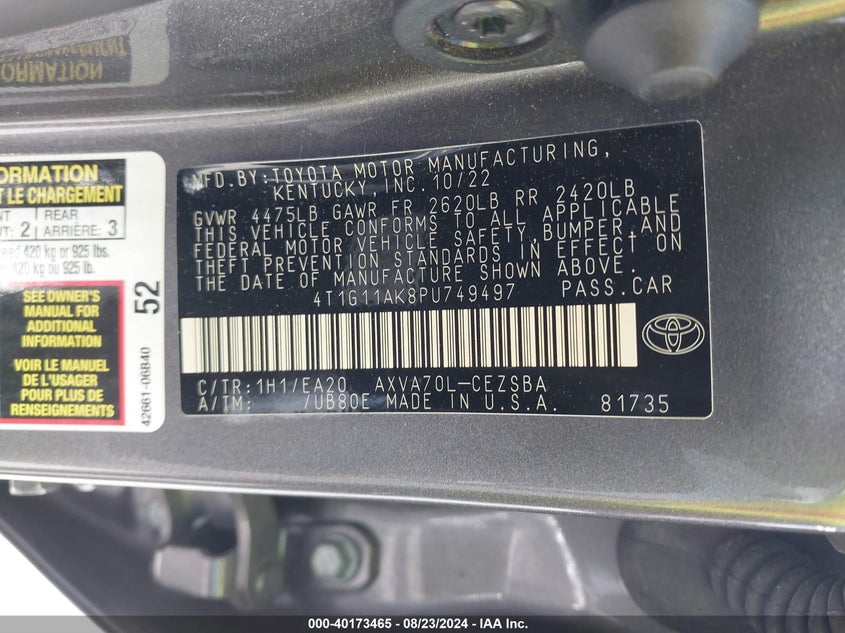 ORMATION
FORMATION
T LE CHARGEMENT
REAR
T: 2 ARRIÈRE: 3
eed 420 kg or 925 lbs.
er 420 kg ou 925 lb.
SEE OWNER'S
MANUAL FOR
ADDITIONAL
INFORMATION
VOIR LE MANUEL
DE L'USAGER
POUR PLUS DE
RENSEIGNEMENTS
52
42661-06B40
MFD.BY:TOYOTA MOTOR MANUFACTURING,
KENTUCKY,INC.10/22
GVWR 4475LB GAWR FR 2620LB RR 2420LB
THIS VEHICLE CONFORMS TO ALL APPLICABLE
FEDERAL MOTOR VEHICLE SAFETY,BUMPER,AND
THEFT PREVENTION STANDARDS IN EFFECT ON
THE DATE OF MANUFACTURE SHOWN ABOVE.
4T1G11AK8PU749497 PASS.CAR
C/TR:1H1/EA20 AXVA70L-CEZSBA
A/TM: /UB80E MADE IN U.S.A. 81735
000-40173465 - 08/23/2024 - IAA Inc.